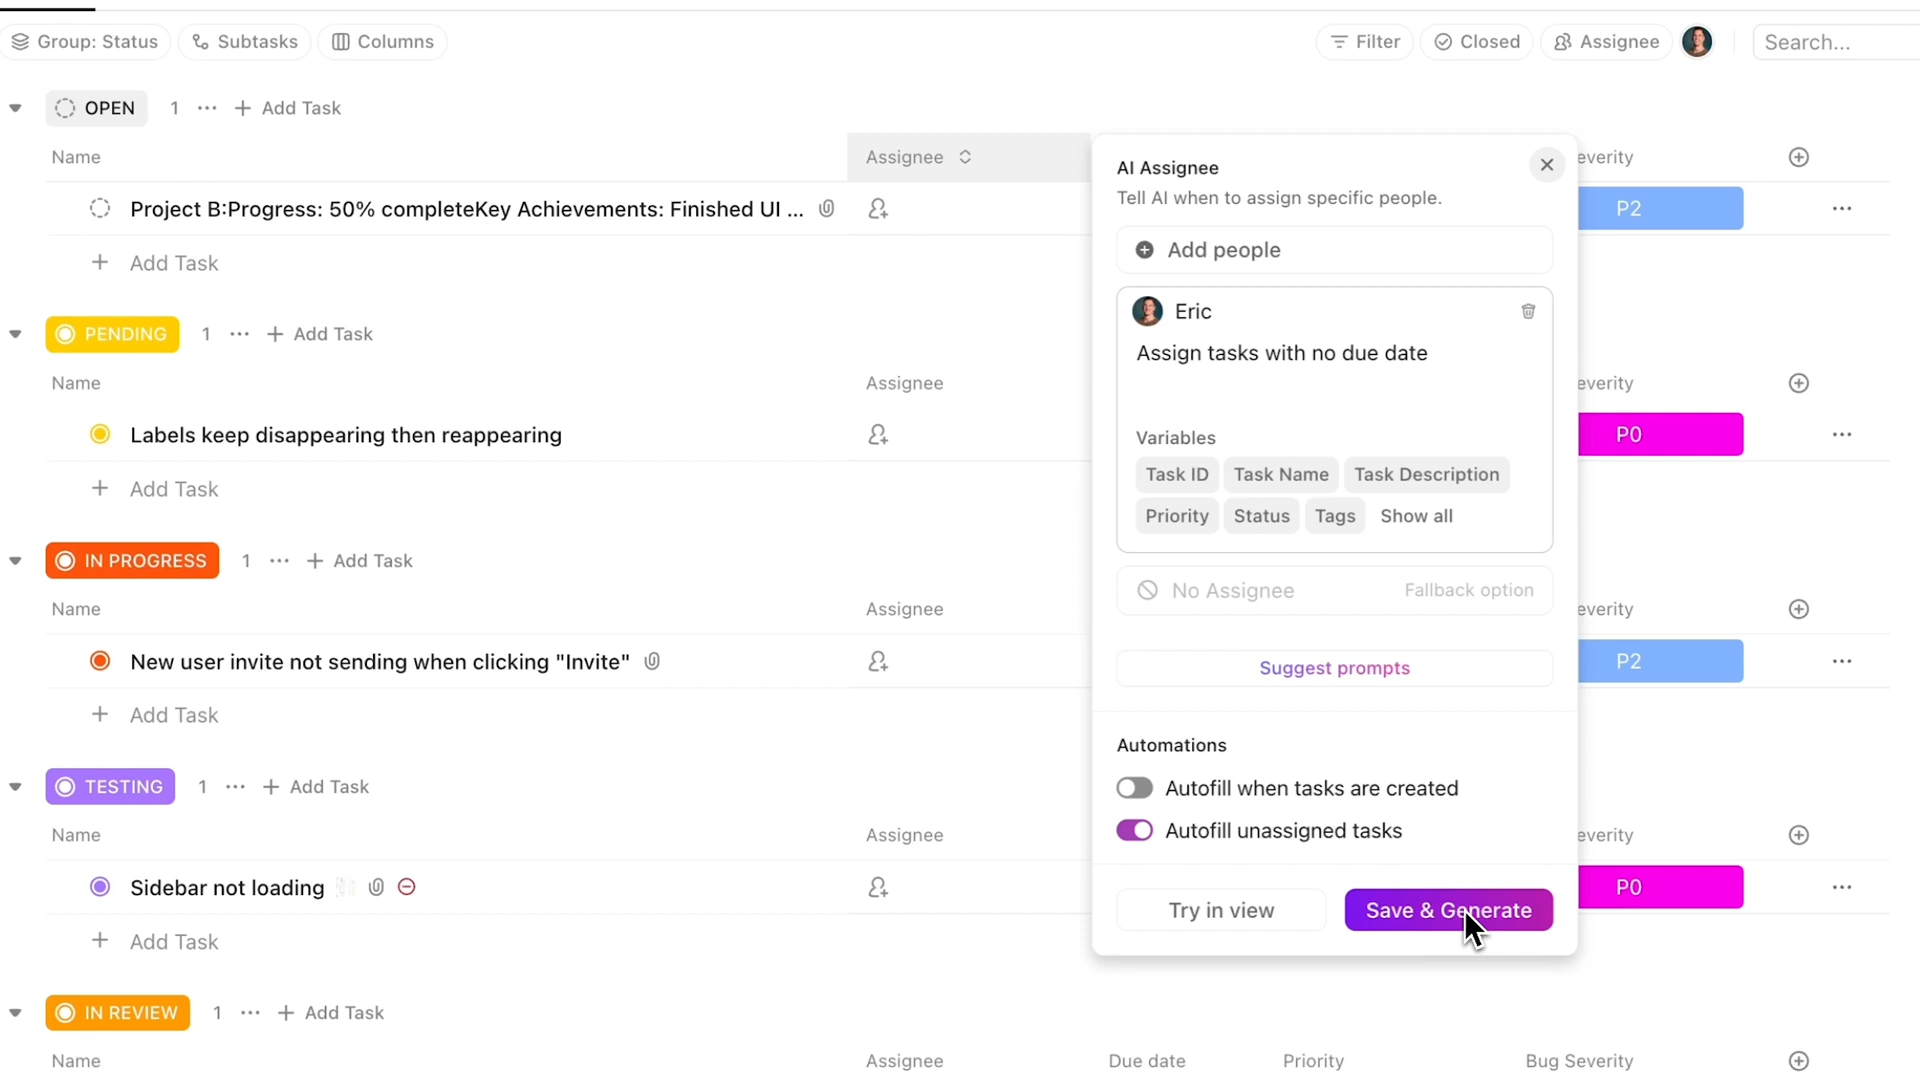 Group: Status Subtasks Columns Filter Closed Assignee Search...
OPEN 1 ... + Add Task
Name Assignee
Project B:Progress: 50% completeKey Achievements: Finished UI ...
P2
+ Add Task
PENDING 1 ... + Add Task
Name Assignee
Labels keep disappearing then reappearing
P0
+ Add Task
IN PROGRESS 1 ... + Add Task
Name Assignee
New user invite not sending when clicking "Invite"
P2
+ Add Task
TESTING 1 ... + Add Task
Name Assignee
Sidebar not loading
P0
+ Add Task
IN REVIEW 1 ... + Add Task
Name Assignee Due date Priority Bug Severity
AI Assignee
Tell AI when to assign specific people.
Add people
Eric
Assign tasks with no due date
Variables
Task ID Task Name Task Description
Priority Status Tags Show all
No Assignee Fallback option
Suggest prompts
Automations
Autofill when tasks are created
Autofill unassigned tasks
Try in view Save & Generate
everity
everity
everity
everity